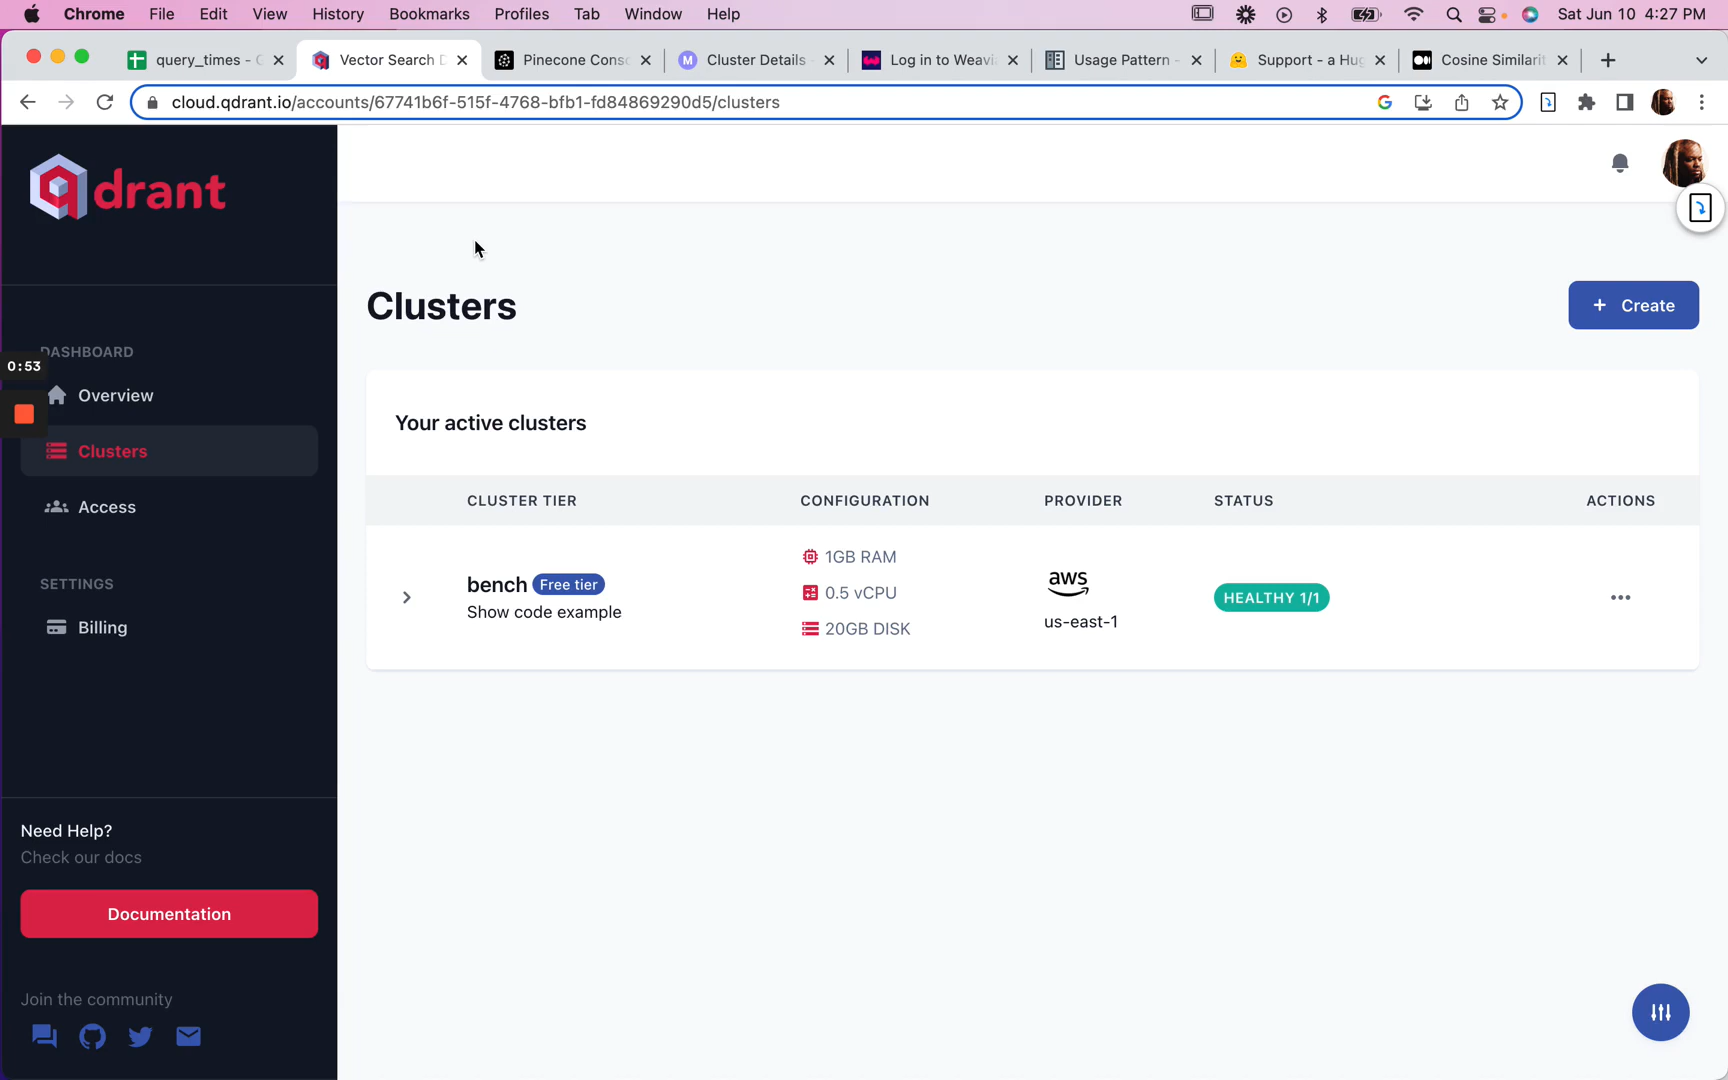 Chrome File Edit View History Bookmarks Profiles Tab Window Help Sat Jun 10 4:27 PM
query_times - Vector Search Pinecone Cons Cluster Details Log in to Weavi Usage Pattern - Support - a Hug Cosine Similarit
cloud.qdrant.io/accounts/67741b6f-515f-4768-bfb1-fd84869290d5/clusters
qdrant
Clusters
+ Create
DASHBOARD
0:53
Overview
Clusters
Access
SETTINGS
Billing
Your active clusters
CLUSTER TIER CONFIGURATION PROVIDER STATUS ACTIONS
bench Free tier
Show code example
1GB RAM
0.5 vCPU
20GB DISK
aws
us-east-1
HEALTHY 1/1
Need Help?
Check our docs
Documentation
Join the community